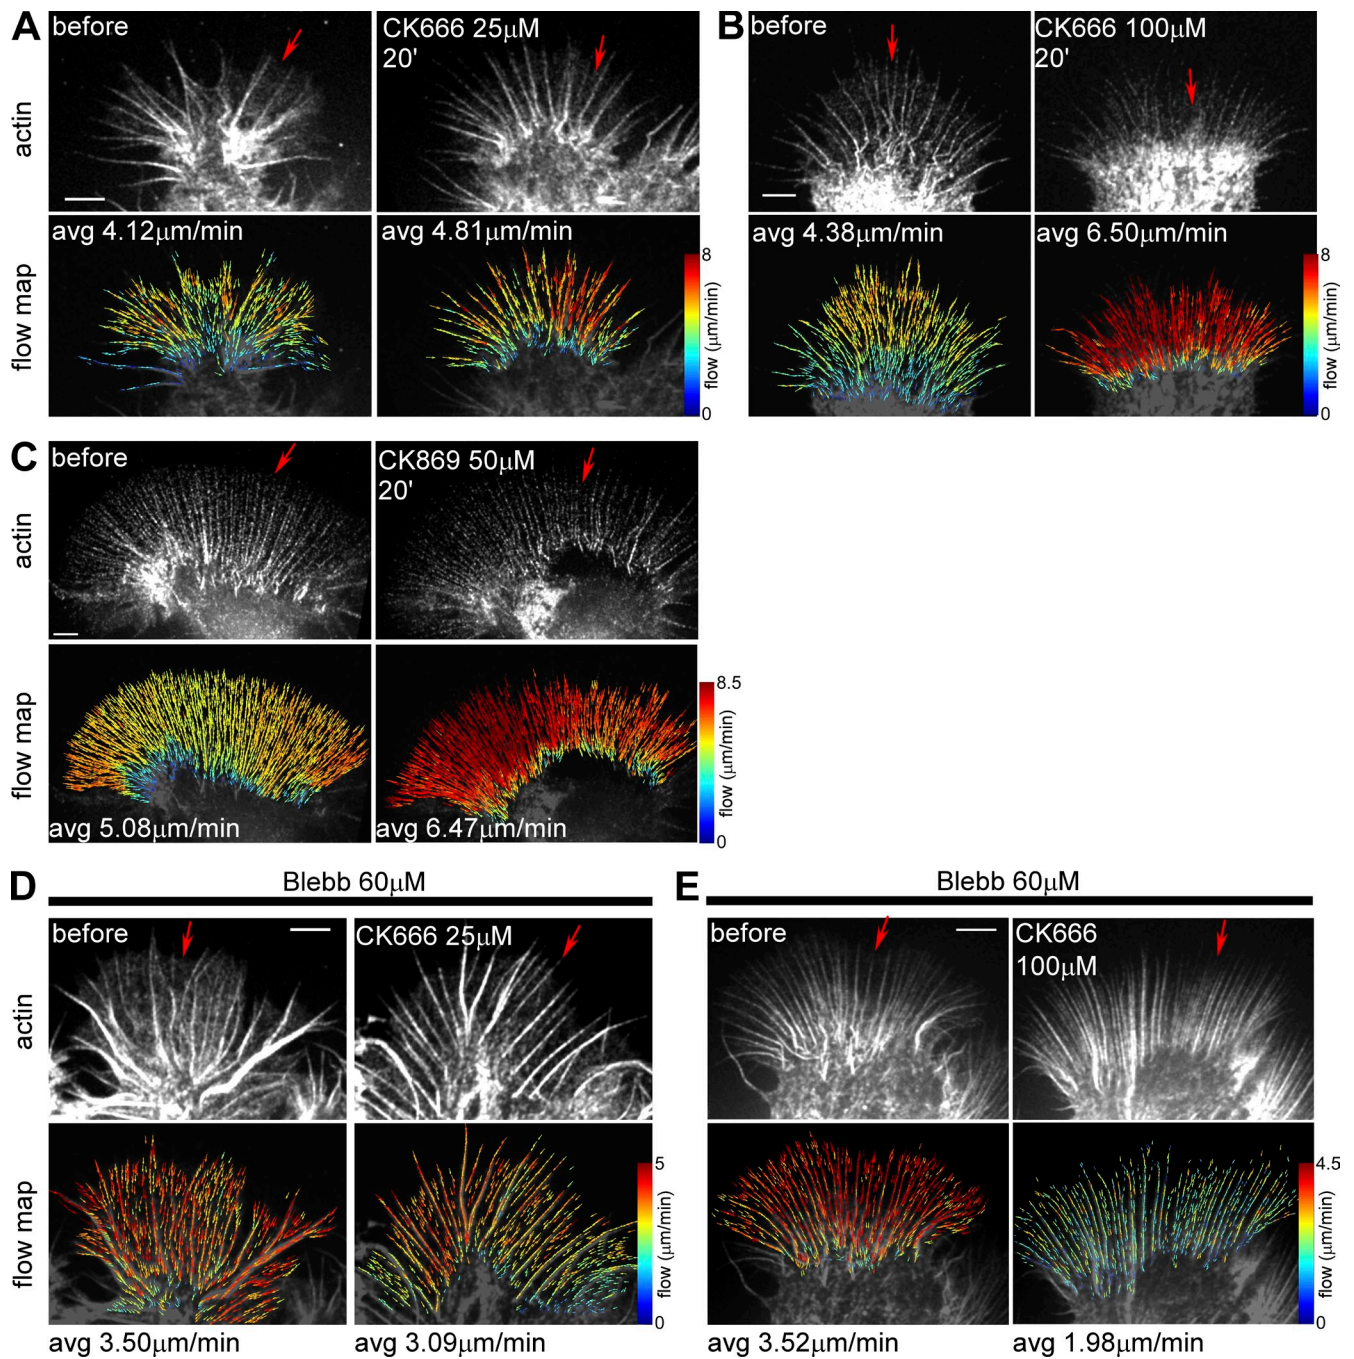 A
before
CK666 25µM
20'
actin
avg 4.12µm/min
avg 4.81µm/min
flow map
8
flow (µm/min)
0
B
before
CK666 100µM
20'
avg 4.38µm/min
avg 6.50µm/min
8
flow (µm/min)
0
C
before
CK869 50µM
20'
actin
flow map
avg 5.08µm/min
avg 6.47µm/min
8.5
flow (µm/min)
0
D
Blebb 60µM
before
CK666 25µM
actin
flow map
5
flow (µm/min)
0
avg 3.50µm/min
avg 3.09µm/min
E
Blebb 60µM
before
CK666
100µM
4.5
flow (µm/min)
0
avg 3.52µm/min
avg 1.98µm/min